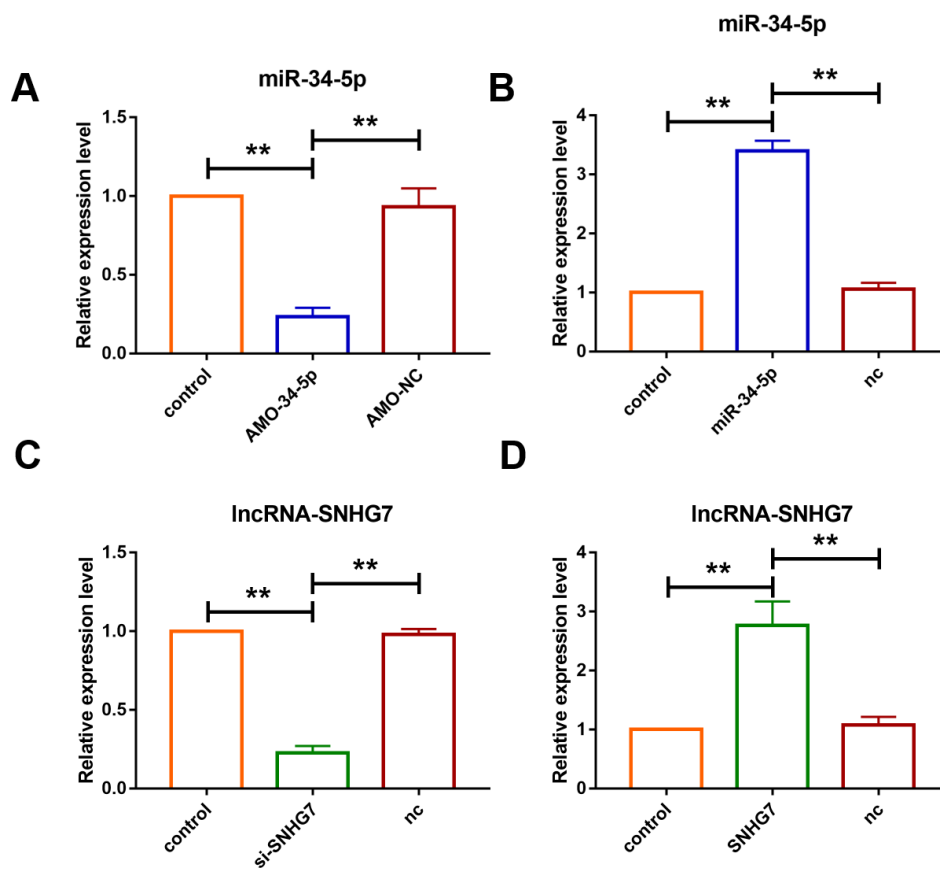 A
miR-34-5p
Relative expression level
1.5
1.0
0.5
0.0
**
**
control
AMO-34-5p
AMO-NC
B
miR-34-5p
Relative expression level
4
3
2
1
0
**
**
control
miR-34-5p
nc
C
lncRNA-SNHG7
Relative expression level
1.5
1.0
0.5
0.0
**
**
control
si-SNHG7
nc
D
lncRNA-SNHG7
Relative expression level
4
3
2
1
0
**
**
control
SNHG7
nc